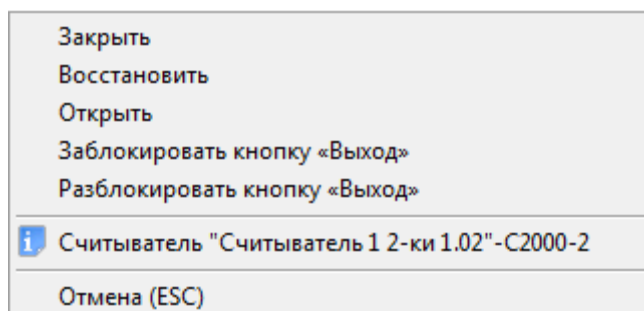 Закрыть
Восстановить
Открыть
Заблокировать кнопку «Выход»
Разблокировать кнопку «Выход»
Считыватель "Считыватель 1 2-ки 1.02"-С2000-2
Отмена (ESC)